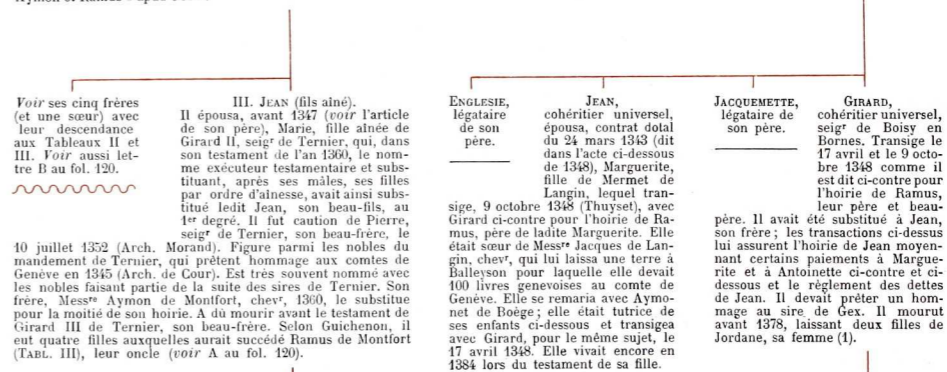 Voir ses cinq frères
(et une sœur) avec
leur descendance
aux Tableaux II et
III. Voir aussi let-
tre B au fol. 120.
III. JEAN (fils aîné).
Il épousa, avant 1347 (voir l'article
de son père), Marie, fille aînée de
Girard II, seigʳ de Ternier, qui, dans
son testament de l'an 1360, le nom-
me exécuteur testamentaire et subs-
tituant, après ses mâles, ses filles
par ordre d'aînesse, avait ainsi subs-
titué ledit Jean, son beau-fils, au
1ᵉʳ degré. Il fut caution de Pierre,
seigʳ de Ternier, son beau-frère, le
10 juillet 1352 (Arch. Morand). Figure parmi les nobles du
mandement de Ternier, qui prêtent hommage aux comtes de
Genève en 1345 (Arch. de Cour). Est très souvent nommé avec
les nobles faisant partie de la suite des sires de Ternier. Son
frère, Messʳᵉ Aymon de Montfort, chevʳ, 1360, le substitue
pour la moitié de son hoirie. A dû mourir avant le testament de
Girard III de Ternier, son beau-frère. Selon Guichenon, il
eut quatre filles auxquelles aurait succédé Ramus de Montfort
(TABL. III), leur oncle (voir A au fol. 120).
ENGLESIE,
légataire
de son
père.
JEAN,
cohéritier universel,
épousa, contrat dotal
du 24 mars 1343 (dit
dans l'acte ci-dessous
de 1348), Marguerite,
fille de Mermet de
Langin, lequel tran-
sige, 9 octobre 1348 (Thuyset), avec
Girard ci-contre pour l'hoirie de Ra-
mus, père de ladite Marguerite. Elle
était sœur de Messʳᵉ Jacques de Lan-
gin, chevʳ, qui lui laissa une terre à
Balleyson pour laquelle elle devait
100 livres genevoises au comte de
Genève. Elle se remaria avec Aymo-
net de Boège ; elle était tutrice de
ses enfants ci-dessous et transigea
avec Girard, pour le même sujet, le
17 avril 1348. Elle vivait encore en
1384 lors du testament de sa fille.
JACQUEMETTE,
légataire de
son père.
GIRARD,
cohéritier universel,
seigʳ de Boisy en
Bornes. Transige le
17 avril et le 9 octo-
bre 1348 comme il
est dit ci-contre pour
l'hoirie de Ramus,
leur père et beau-
père. Il avait été substitué à Jean,
son frère ; les transactions ci-dessus
lui assurent l'hoirie de Jean moyen-
nant certains paiements à Margue-
rite et à Antoinette ci-contre et ci-
dessous et le règlement des dettes
de Jean. Il devait prêter un hom-
mage au sire de Gex. Il mourut
avant 1378, laissant deux filles de
Jordane, sa femme (1).